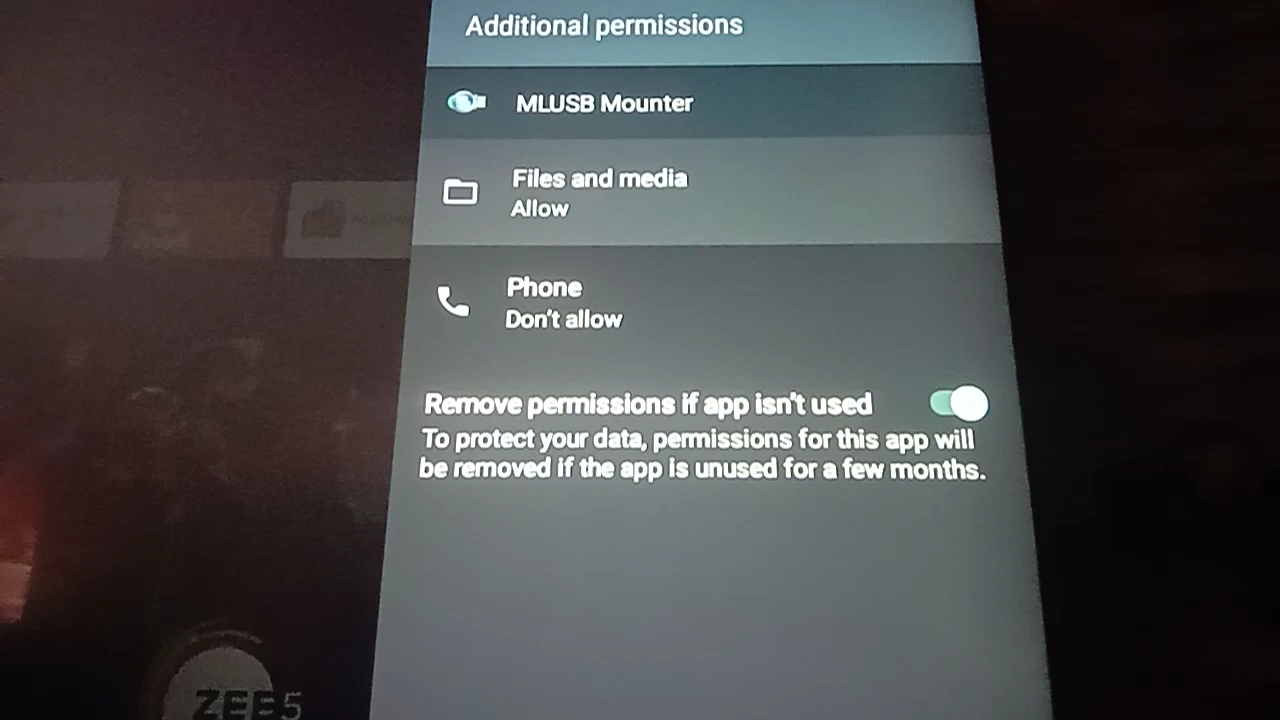 Additional permissions
MLUSB Mounter
Files and media
Allow
Phone
Don't allow
Remove permissions if app isn't used
To protect your data, permissions for this app will
be removed if the app is unused for a few months.
ZEE5